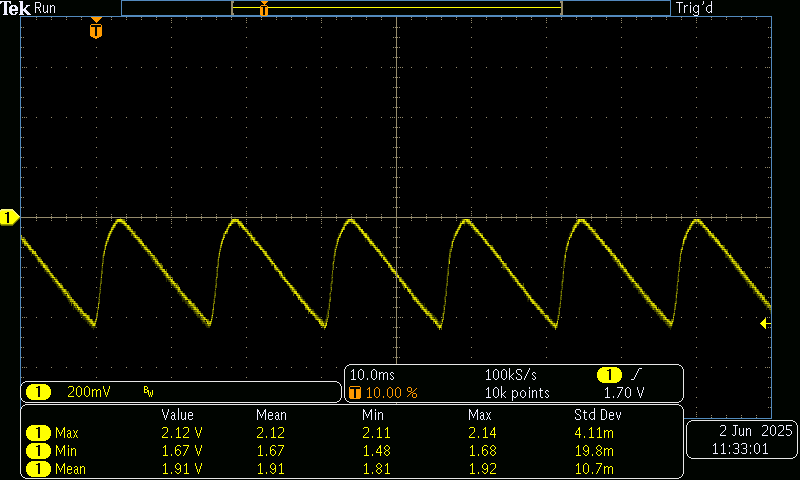 Tek Run Trig'd
T
T
1
10.0ms 100kS/s 1
1 200mV BW T 10.00 % 10k points 1.70 V
Value Mean Min Max Std Dev
1 Max 2.12 V 2.12 2.11 2.14 4.11m
1 Min 1.67 V 1.67 1.48 1.68 19.8m
1 Mean 1.91 V 1.91 1.81 1.92 10.7m
2 Jun 2025
11:33:01